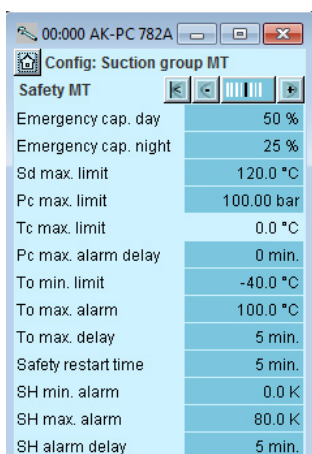 00:000 AK-PC 782A
Config: Suction group MT
Safety MT
Emergency cap. day 50 %
Emergency cap. night 25 %
Sd max. limit 120.0 °C
Pc max. limit 100.00 bar
Tc max. limit 0.0 °C
Pc max. alarm delay 0 min.
To min. limit -40.0 °C
To max. alarm 100.0 °C
To max. delay 5 min.
Safety restart time 5 min.
SH min. alarm 0.0 K
SH max. alarm 80.0 K
SH alarm delay 5 min.